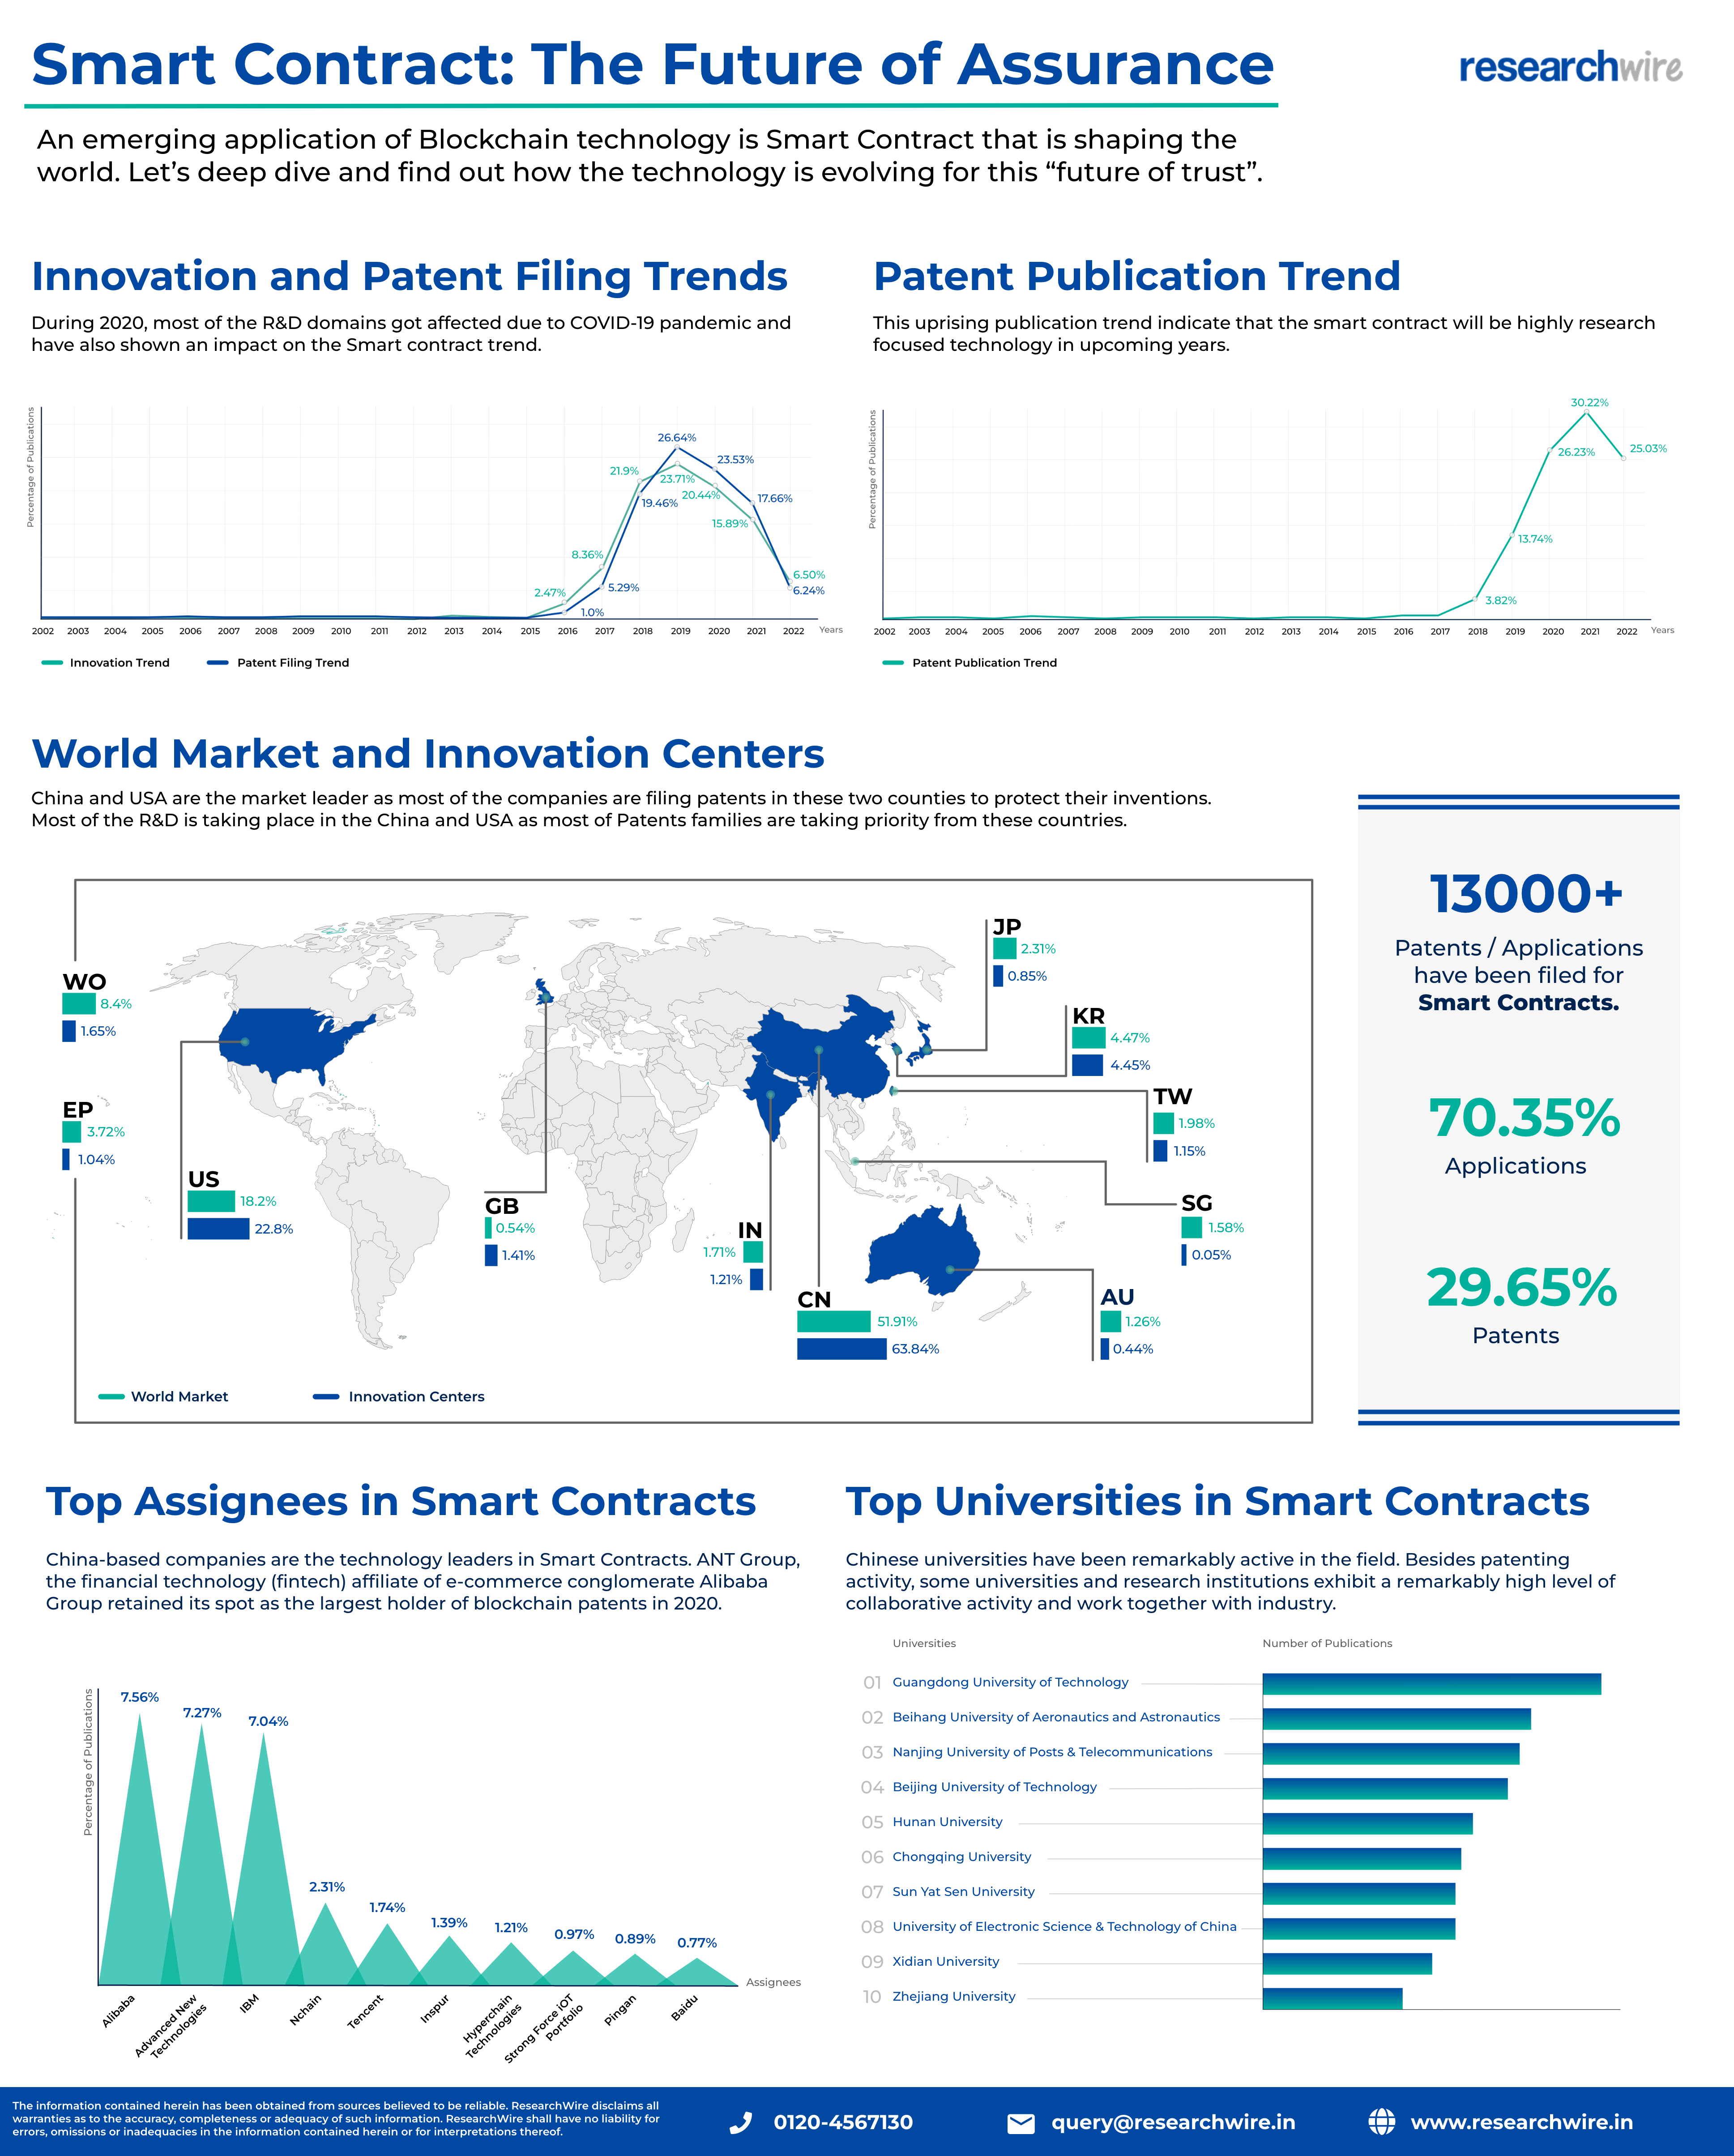 Smart Contract: The Future of Assurance
researchwire
An emerging application of Blockchain technology is Smart Contract that is shaping the
world. Let’s deep dive and find out how the technology is evolving for this “future of trust”.
Innovation and Patent Filing Trends
During 2020, most of the R&D domains got affected due to COVID-19 pandemic and
have also shown an impact on the Smart contract trend.
Percentage of Publications
26.64%
23.53%
21.9%
23.71%
20.44%
19.46%
17.66%
15.89%
8.36%
6.50%
5.29%
6.24%
2.47%
1.0%
2002 2003 2004 2005 2006 2007 2008 2009 2010 2011 2012 2013 2014 2015 2016 2017 2018 2019 2020 2021 2022 Years
Innovation Trend Patent Filing Trend
Patent Publication Trend
This uprising publication trend indicate that the smart contract will be highly research
focused technology in upcoming years.
Percentage of Publications
30.22%
25.03%
26.23%
13.74%
3.82%
2002 2003 2004 2005 2006 2007 2008 2009 2010 2011 2012 2013 2014 2015 2016 2017 2018 2019 2020 2021 2022 Years
Patent Publication Trend
World Market and Innovation Centers
China and USA are the market leader as most of the companies are filing patents in these two counties to protect their inventions.
Most of the R&D is taking place in the China and USA as most of Patents families are taking priority from these countries.
WO
8.4%
1.65%
EP
3.72%
1.04%
US
18.2%
22.8%
GB
0.54%
1.41%
IN
1.71%
1.21%
CN
51.91%
63.84%
JP
2.31%
0.85%
KR
4.47%
4.45%
TW
1.98%
1.15%
SG
1.58%
0.05%
AU
1.26%
0.44%
World Market Innovation Centers
13000+
Patents / Applications
have been filed for
Smart Contracts.
70.35%
Applications
29.65%
Patents
Top Assignees in Smart Contracts
China-based companies are the technology leaders in Smart Contracts. ANT Group,
the financial technology (fintech) affiliate of e-commerce conglomerate Alibaba
Group retained its spot as the largest holder of blockchain patents in 2020.
Percentage of Publications
7.56%
7.27%
7.04%
2.31%
1.74%
1.39%
1.21%
0.97%
0.89%
0.77%
Assignees
Alibaba
Advanced New
Technologies
IBM
Nchain
Tencent
Inspur
Hyperchain
Technologies
Strong Force iOT
Portfolio
Pingan
Baidu
Top Universities in Smart Contracts
Chinese universities have been remarkably active in the field. Besides patenting
activity, some universities and research institutions exhibit a remarkably high level of
collaborative activity and work together with industry.
Universities Number of Publications
01 Guangdong University of Technology
02 Beihang University of Aeronautics and Astronautics
03 Nanjing University of Posts & Telecommunications
04 Beijing University of Technology
05 Hunan University
06 Chongqing University
07 Sun Yat Sen University
08 University of Electronic Science & Technology of China
09 Xidian University
10 Zhejiang University
The information contained herein has been obtained from sources believed to be reliable. ResearchWire disclaims all
warranties as to the accuracy, completeness or adequacy of such information. ResearchWire shall have no liability for
errors, omissions or inadequacies in the information contained herein or for interpretations thereof.
0120-4567130
query@researchwire.in
www.researchwire.in